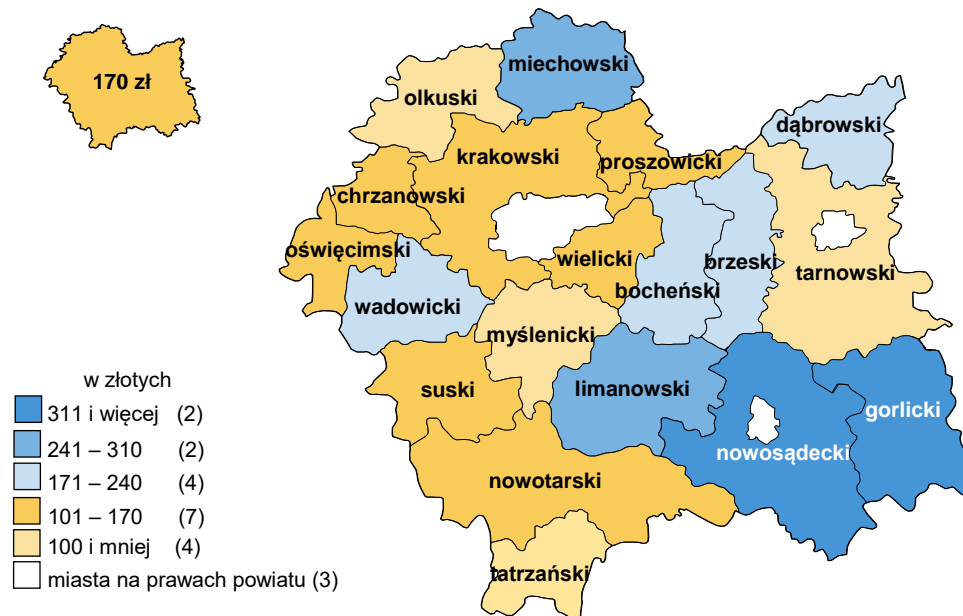 170 zł
miechowski
olkuski
dąbrowski
krakowski
proszowicki
chrzanowski
oświęcimski
wielicki
brzeski
tarnowski
bocheński
wadowicki
myślenicki
suski
limanowski
gorlicki
nowosądecki
nowotarski
tatrzański
w złotych
311 i więcej (2)
241 – 310 (2)
171 – 240 (4)
101 – 170 (7)
100 i mniej (4)
miasta na prawach powiatu (3)